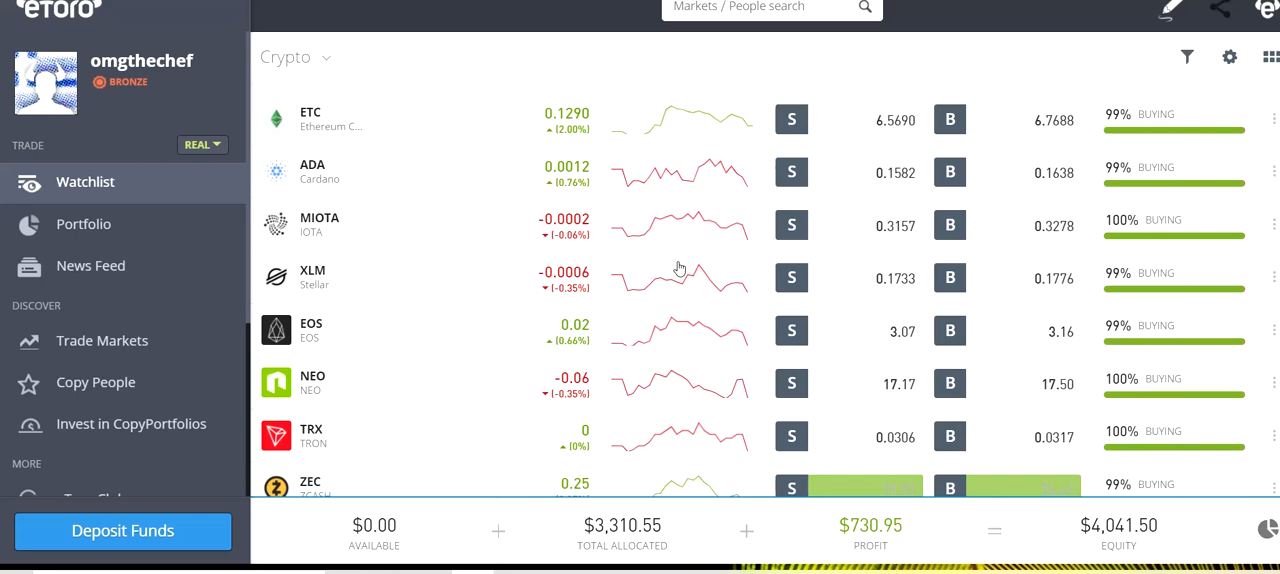 eToro
Markets / People search
omgthechef
BRONZE
TRADE
REAL
Watchlist
Portfolio
News Feed
DISCOVER
Trade Markets
Copy People
Invest in CopyPortfolios
MORE
Deposit Funds
Crypto
ETC 0.1290 S 6.5690 B 6.7688 99% BUYING
Ethereum C... (2.00%)
ADA 0.0012 S 0.1582 B 0.1638 99% BUYING
Cardano (0.76%)
MIOTA -0.0002 S 0.3157 B 0.3278 100% BUYING
IOTA (-0.06%)
XLM -0.0006 S 0.1733 B 0.1776 99% BUYING
Stellar (-0.35%)
EOS 0.02 S 3.07 B 3.16 99% BUYING
EOS (0.66%)
NEO -0.06 S 17.17 B 17.50 100% BUYING
NEO (-0.35%)
TRX 0 S 0.0306 B 0.0317 100% BUYING
TRON (0%)
ZEC 0.25 S B 99% BUYING
ZCASH
$0.00 + $3,310.55 + $730.95 = $4,041.50
AVAILABLE TOTAL ALLOCATED PROFIT EQUITY